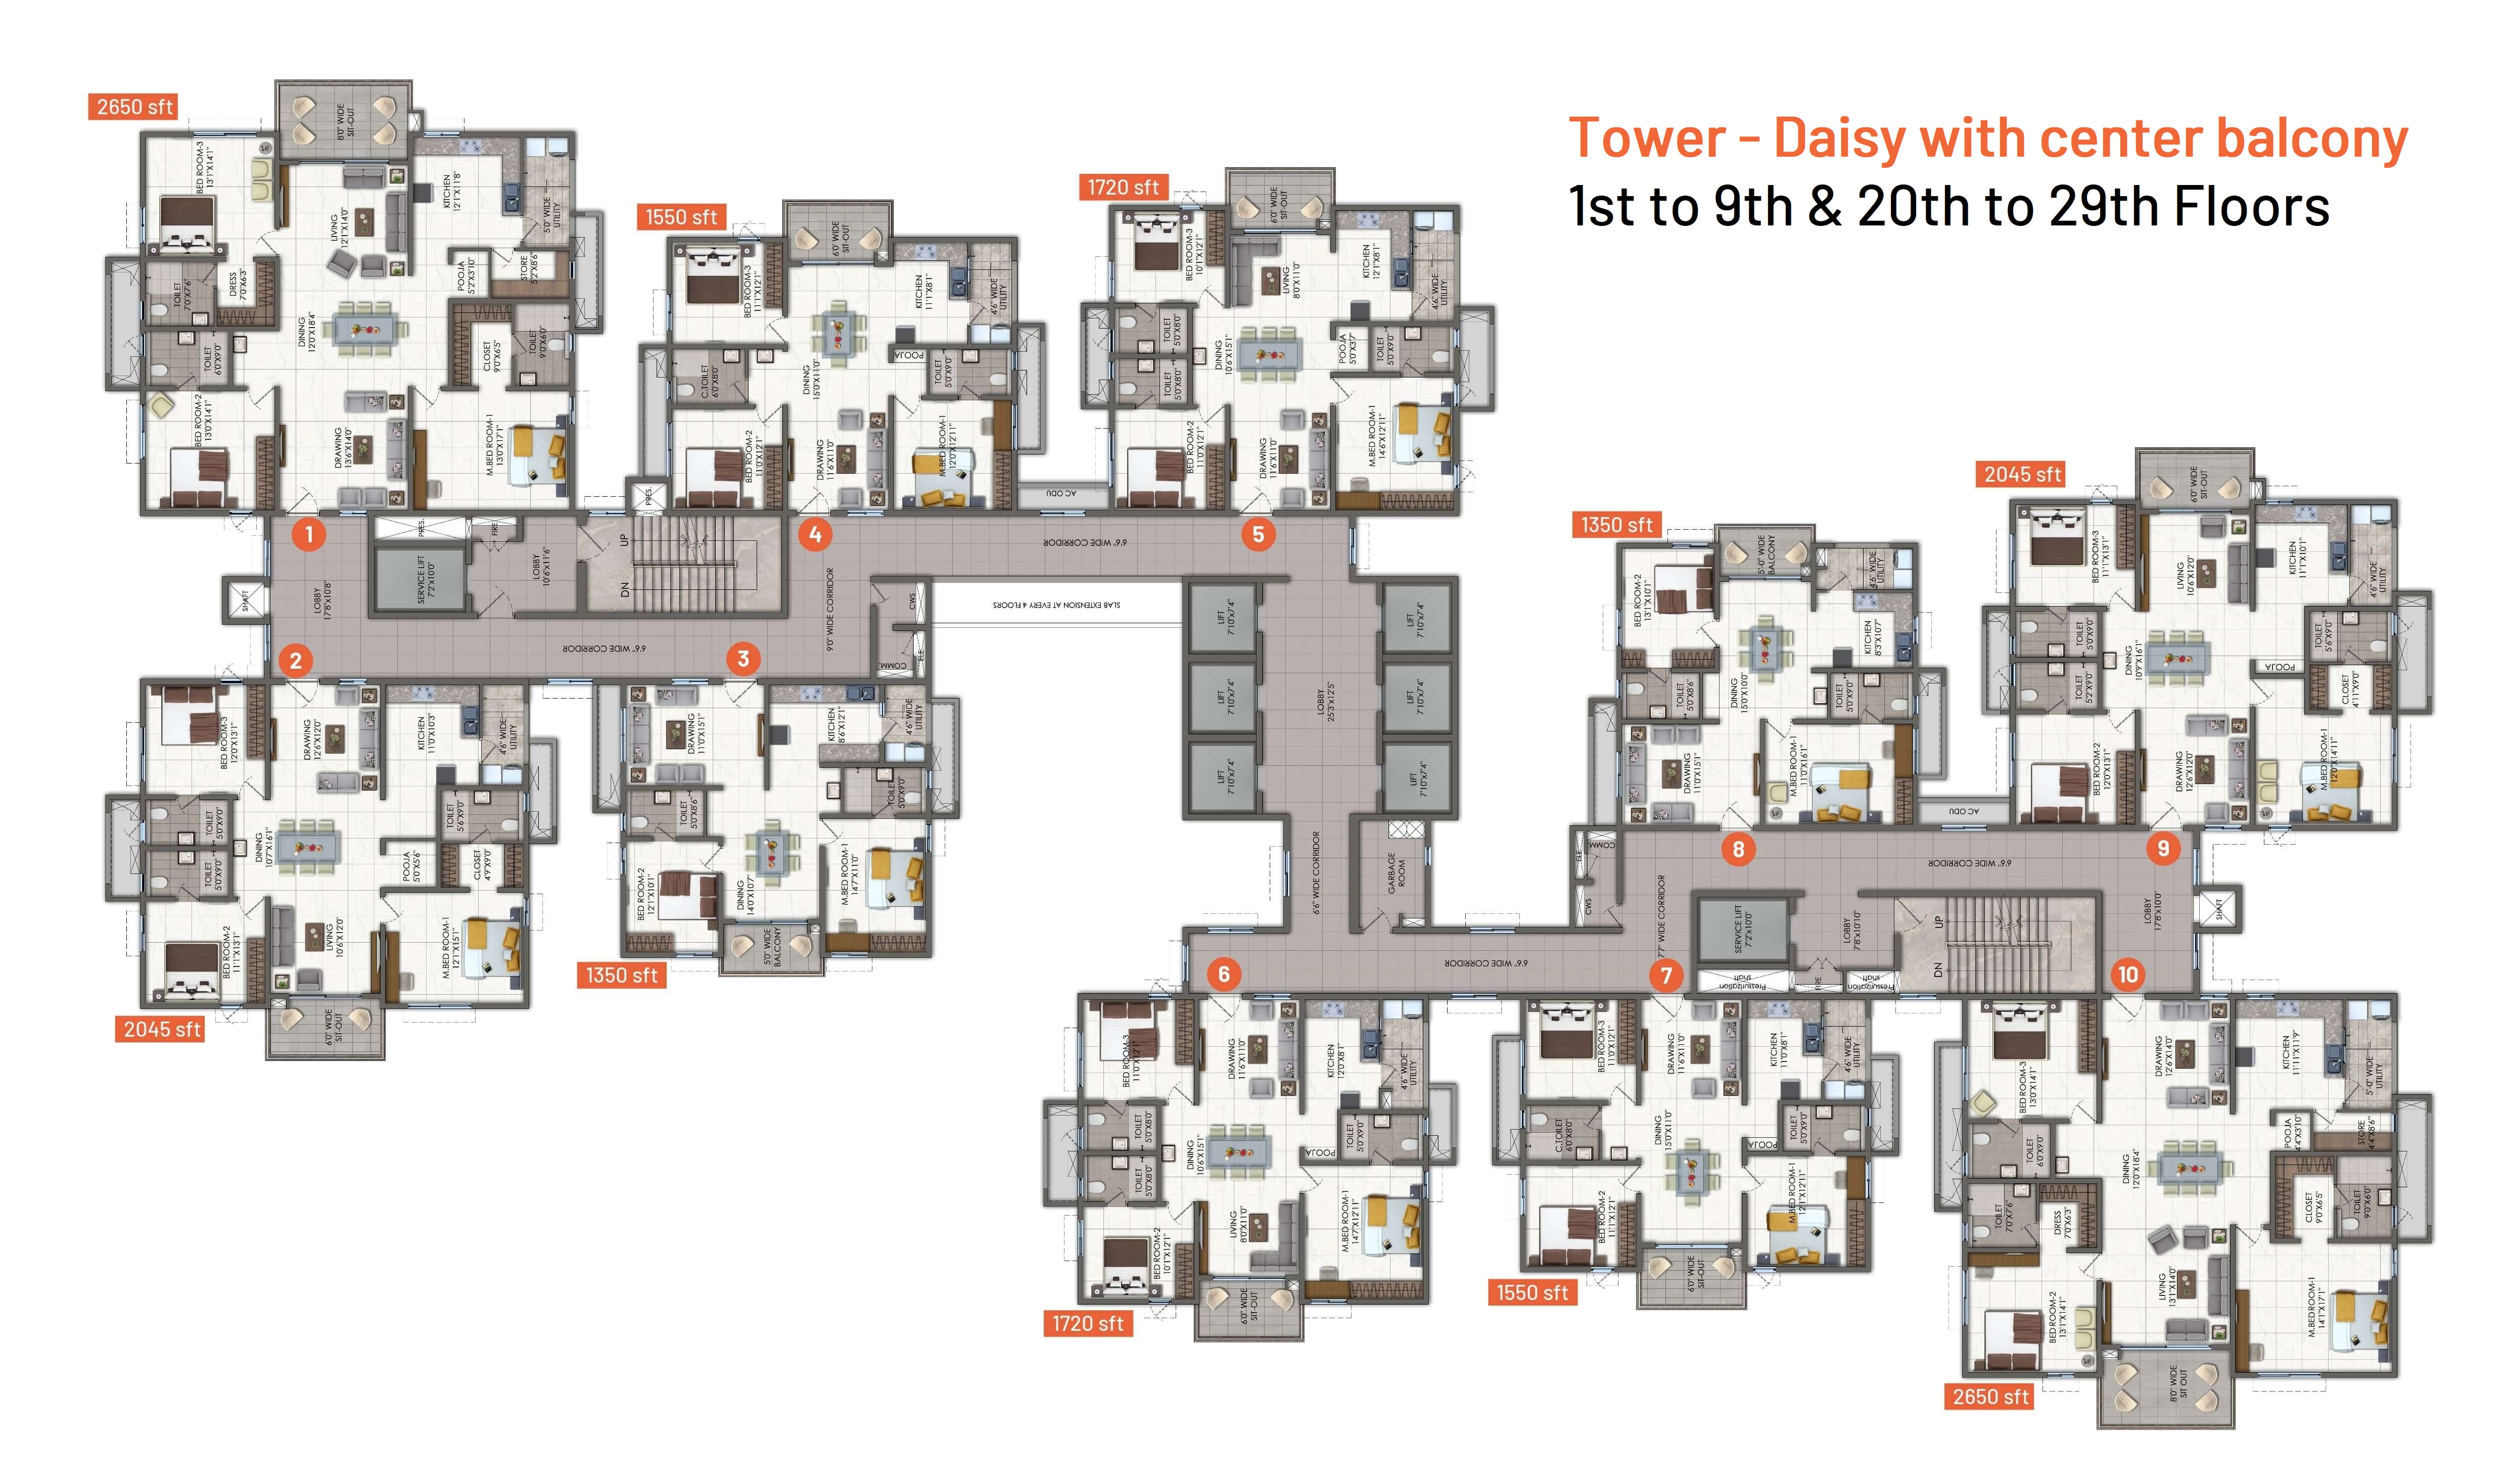 Tower - Daisy with center balcony
1st to 9th & 20th to 29th Floors
2650 sft
8'0" WIDE
SIT-OUT
BED ROOM-3
13'1"X14'1"
LIVING
12'1"X14'0"
KITCHEN
12'1"X11'8"
5'0" WIDE
UTILITY
TOILET
7'0"X7'6"
DRESS
7'0"X6'3"
POOJA
5'2"X3'10"
STORE
5'2"X8'6"
DINING
12'0"X18'4"
TOILET
6'0"X9'0"
CLOSET
9'0"X6'5"
TOILET
9'0"X6'0"
BED ROOM-2
13'0"X14'1"
DRAWING
13'6"X14'0"
M.BED ROOM-1
13'0"X17'1"
1
1550 sft
6'0" WIDE
SIT-OUT
BED ROOM-3
11'1"X12'1"
KITCHEN
11'1"X8'1"
4'6" WIDE
UTILITY
C.TOILET
6'0"X8'0"
DINING
15'0"X11'0"
POOJA
TOILET
5'0"X9'0"
BED ROOM-2
11'0"X12'1"
DRAWING
11'6"X11'0"
M.BED ROOM-1
12'0"X12'11"
4
1720 sft
6'0" WIDE
SIT-OUT
BED ROOM-3
10'1"X12'1"
LIVING
8'0"X11'0"
KITCHEN
12'1"X8'1"
4'6" WIDE
UTILITY
TOILET
5'0"X8'0"
TOILET
5'0"X8'0"
DINING
10'6"X15'1"
POOJA
5'0"X3'7"
TOILET
5'0"X9'0"
BED ROOM-2
11'0"X12'1"
DRAWING
11'6"X11'0"
M.BED ROOM-1
14'6"X12'11"
5
AC ODU
PRES.
PRES.
FIRE
SERVICE LIFT
7'2"X10'0"
LOBBY
10'6"X11'6"
UP
DN
SHAFT
LOBBY
17'8"X10'8"
6'6" WIDE CORRIDOR
6'6" WIDE CORRIDOR
9'0" WIDE CORRIDOR
CWS
ELE
COMM.
SLAB EXTENSION AT EVERY 4 FLOORS
LIFT
7'10"X7'4"
LIFT
7'10"X7'4"
LIFT
7'10"X7'4"
LIFT
7'10"X7'4"
LIFT
7'10"X7'4"
LIFT
7'10"X7'4"
LOBBY
25'3"X12'5"
6'6" WIDE CORRIDOR
GARBAGE
ROOM
2
BED ROOM-3
12'0"X13'1"
DRAWING
12'6"X12'0"
KITCHEN
11'0"X10'3"
4'6" WIDE
UTILITY
TOILET
5'0"X9'0"
TOILET
5'0"X9'0"
DINING
10'7"X16'1"
TOILET
5'6"X9'0"
POOJA
5'0"X5'6"
CLOSET
4'9"X9'0"
BED ROOM-2
11'1"X13'1"
LIVING
10'6"X12'0"
M.BED ROOM-1
12'1"X15'1"
6'0" WIDE
SIT-OUT
2045 sft
3
DRAWING
11'0"X15'1"
KITCHEN
8'6"X12'1"
4'6" WIDE
UTILITY
TOILET
5'0"X8'6"
TOILET
5'0"X9'0"
BED ROOM-2
12'1"X10'1"
DINING
14'0"X10'7"
M.BED ROOM-1
14'7"X11'0"
5'0" WIDE
BALCONY
1350 sft
1350 sft
5'-0" WIDE
BALCONY
BED ROOM-2
13'1"X10'1"
4'6" WIDE
UTILITY
KITCHEN
8'3"X10'7"
TOILET
5'0"X8'6"
DINING
15'0"X10'0"
TOILET
5'0"X9'0"
DRAWING
11'0"X15'1"
M.BED ROOM-1
11'0"X16'1"
8
AC ODU
2045 sft
6'0" WIDE
SIT-OUT
BED ROOM-3
11'1"X13'1"
LIVING
10'6"X12'0"
KITCHEN
11'1"X10'1"
4'6" WIDE
UTILITY
TOILET
5'0"X9'0"
TOILET
5'2"X9'0"
DINING
10'9"X16'1"
POOJA
TOILET
5'6"X9'0"
CLOSET
4'11"X9'0"
BED ROOM-2
12'0"X13'1"
DRAWING
12'6"X12'0"
M.BED ROOM-1
12'0"X14'11"
9
ELE
COMM
CWS
7'7" WIDE CORRIDOR
6'6" WIDE CORRIDOR
6'6" WIDE CORRIDOR
SERVICE LIFT
7'2"X10'0"
LOBBY
7'8"X10'10"
UP
DN
LOBBY
17'8"X10'0"
SHAFT
Pressurization
shaft
FIRE
Pressurization
shaft
6
BED ROOM-3
11'0"X12'1"
DRAWING
11'6"X11'0"
KITCHEN
12'0"X8'1"
4'6" WIDE
UTILITY
TOILET
5'0"X8'0"
TOILET
5'0"X8'0"
DINING
10'6"X15'1"
POOJA
TOILET
5'0"X9'0"
BED ROOM-2
10'1"X12'1"
LIVING
8'0"X11'0"
M.BED ROOM-1
14'7"X12'11"
6'0" WIDE
SIT-OUT
1720 sft
7
BED ROOM-3
11'0"X12'1"
DRAWING
11'6"X11'0"
KITCHEN
11'0"X8'1"
4'6" WIDE
UTILITY
C.TOILET
6'0"X8'0"
DINING
15'0"X11'0"
POOJA
TOILET
5'0"X9'0"
BED ROOM-2
11'1"X12'1"
M.BED ROOM-1
12'1"X12'11"
6'0" WIDE
SIT-OUT
1550 sft
10
BED ROOM-3
13'0"X14'1"
DRAWING
12'6"X14'0"
KITCHEN
11'11"X11'9"
5'-0" WIDE
UTILITY
TOILET
6'0"X9'0"
DINING
12'0"X18'4"
POOJA
4'4"X3'10"
STORE
4'4"X8'6"
TOILET
7'0"X7'6"
DRESS
7'0"X6'3"
CLOSET
9'0"X6'5"
TOILET
9'0"X6'0"
BED ROOM-2
13'1"X14'1"
LIVING
13'1"X14'0"
M.BED ROOM-1
14'1"X17'1"
8'0" WIDE
SIT OUT
2650 sft